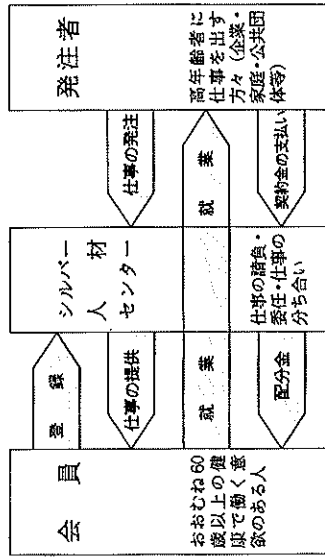 会員
おおむね60
歳以上の健
康で働く意
欲のある人
登録
仕事の提供
就業
配分金
シルバー
人材
センター
仕事の請負・
委任・仕事の
分ち合い
仕事の発注
就業
契約金の支払い
発注者
高年齢者に
仕事を出す
方々（企業・
家庭・公共団
体等）